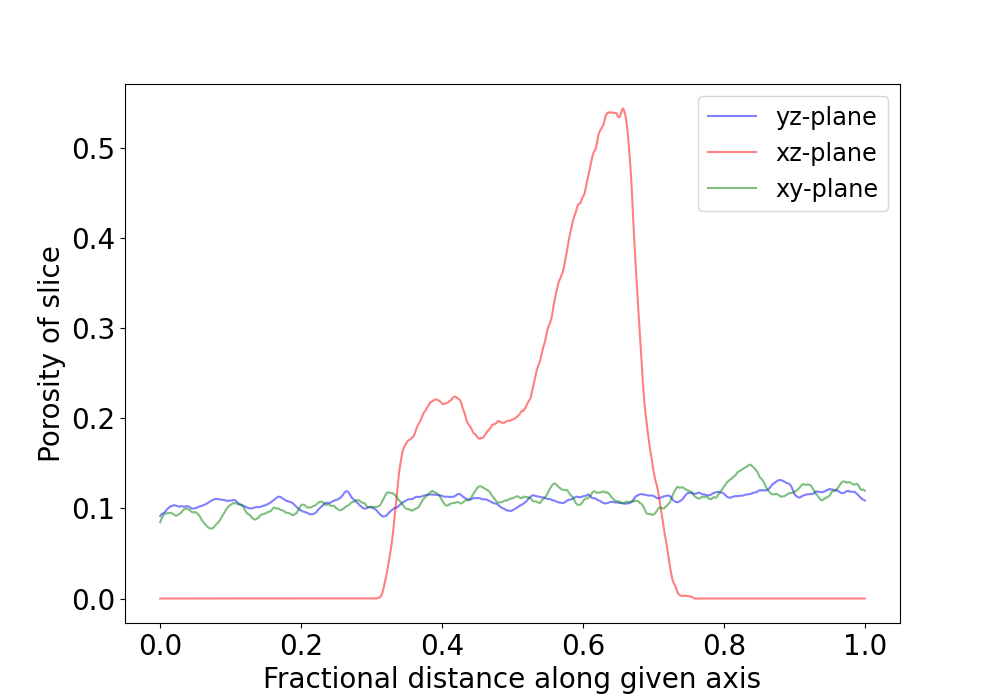 yz-plane
xz-plane
xy-plane
Porosity of slice
0.5
0.4
0.3
0.2
0.1
0.0
0.0 0.2 0.4 0.6 0.8 1.0
Fractional distance along given axis